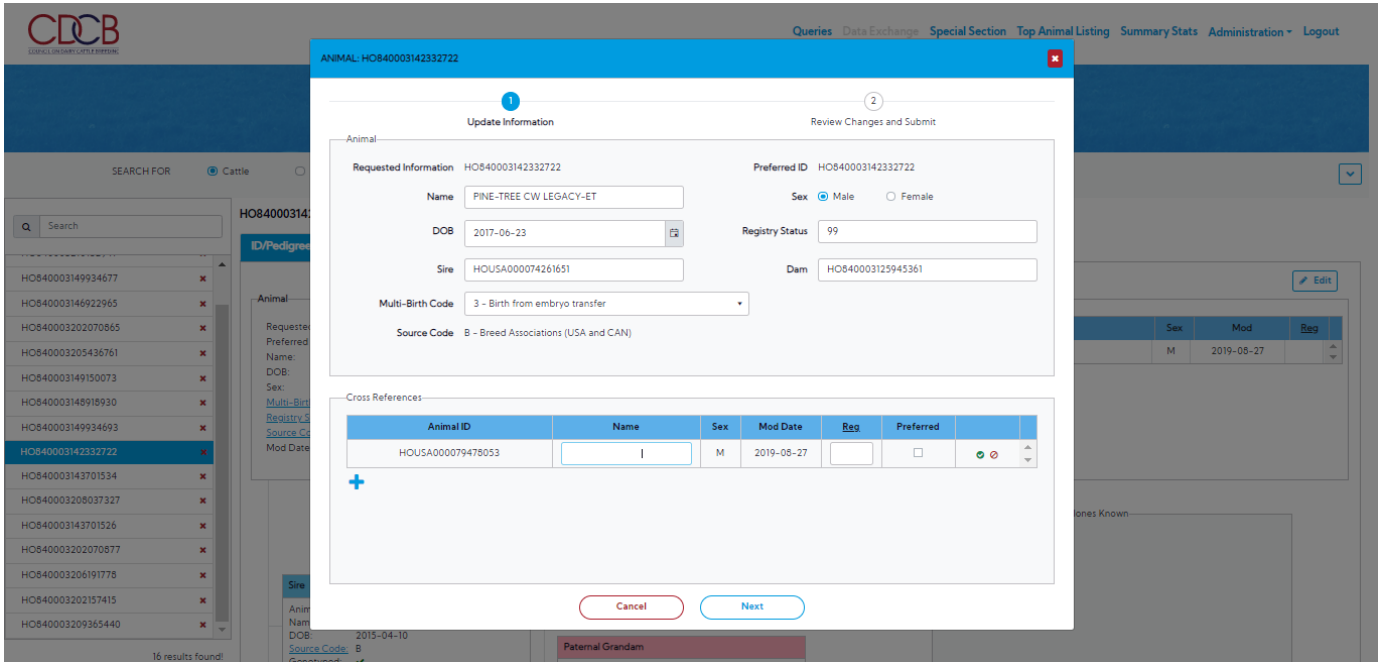 CDCB
COUNCIL ON DAIRY CATTLE BREEDING
Queries Data Exchange Special Section Top Animal Listing Summary Stats Administration Logout
ANIMAL: HO840003142332722
1
2
Update Information
Review Changes and Submit
SEARCH FOR Cattle
Search
HO840003149934677
HO840003146922965
HO840003202070865
HO840003205436761
HO840003149150073
HO840003148918930
HO840003149934693
HO840003142332722
HO840003143701534
HO840003208037327
HO840003143701526
HO840003202070877
HO840003206191778
HO840003202157415
HO840003209365440
16 results found!
HO84000314
ID/Pedigree
Animal
Requested
Preferred
Name:
DOB:
Sex:
Multi-Birt
Registry S
Source Co
Mod Date
Animal
Requested Information HO840003142332722
Preferred ID HO840003142332722
Name PINE-TREE CW LEGACY-ET
Sex Male Female
DOB 2017-06-23
Registry Status 99
Sire HOUSA000074261651
Dam HO840003125945361
Multi-Birth Code 3 - Birth from embryo transfer
Source Code B - Breed Associations (USA and CAN)
Cross References
Animal ID Name Sex Mod Date Reg Preferred
HOUSA000079478053 M 2019-08-27
Cancel Next
Edit
Sex Mod Reg
M 2019-08-27
ones Known
Sire
Anim
Nam
DOB: 2015-04-10
Source Code: B
Paternal Grandam